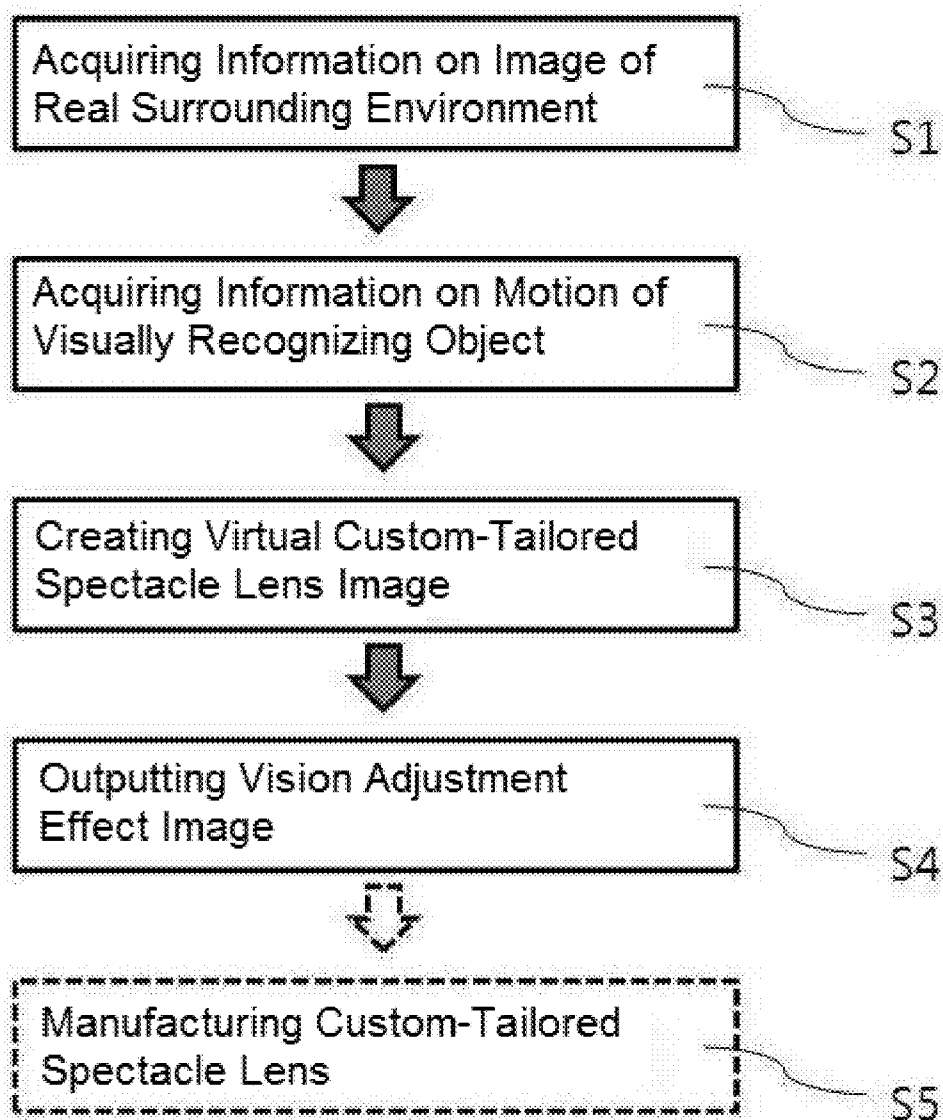 Acquiring Information on Image of
Real Surrounding Environment
S1
Acquiring Information on Motion of
Visually Recognizing Object
S2
Creating Virtual Custom-Tailored
Spectacle Lens Image
S3
Outputting Vision Adjustment
Effect Image
S4
Manufacturing Custom-Tailored
Spectacle Lens
S5